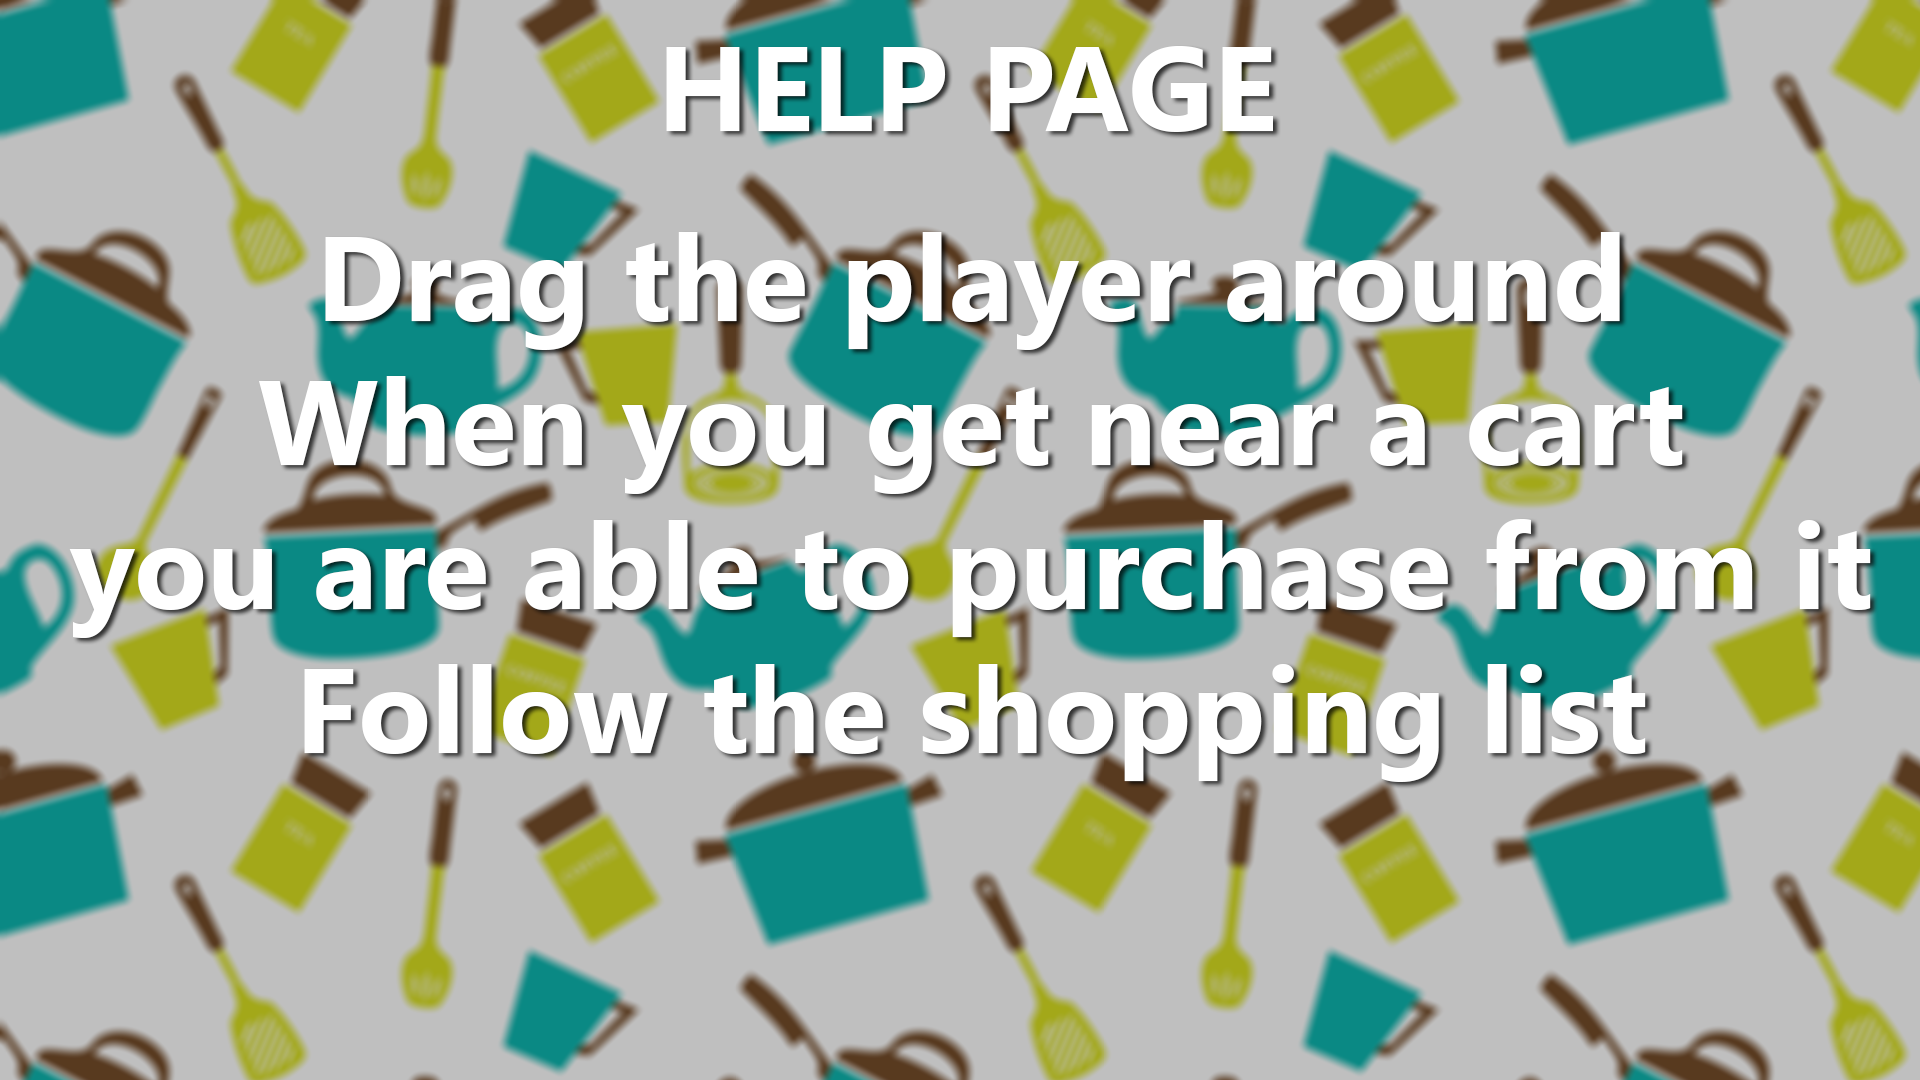 HELP PAGE
Drag the player around
When you get near a cart
you are able to purchase from it
Follow the shopping list